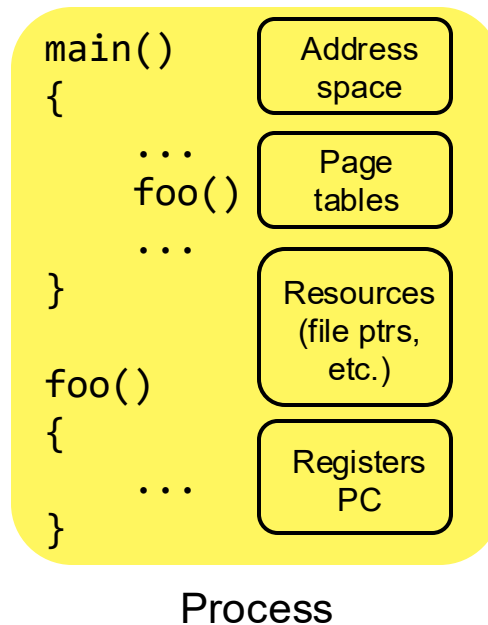 main()
{
...
foo()
...
}
foo()
{
...
}
Address
space
Page
tables
Resources
(file ptrs,
etc.)
Registers
PC
Process